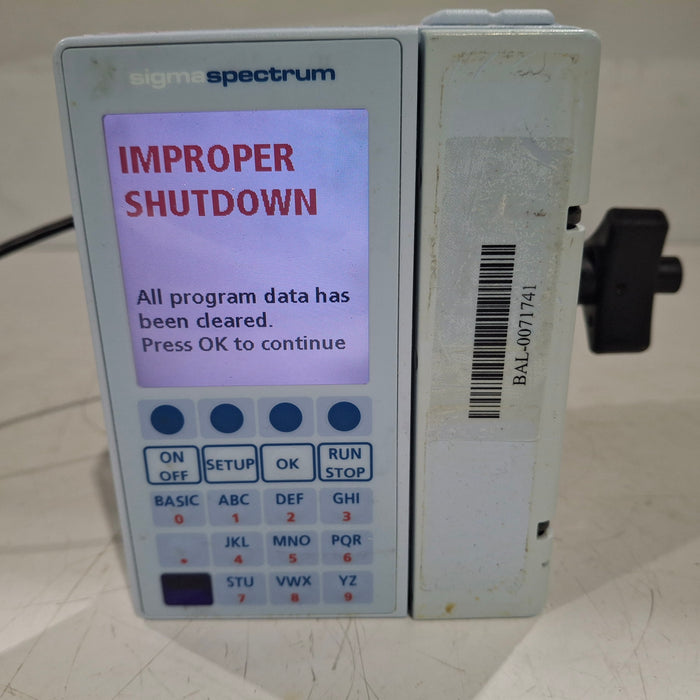 sigmaspectrum
IMPROPER
SHUTDOWN
All program data has
been cleared.
Press OK to continue
ON
OFF
SETUP
OK
RUN
STOP
BASIC
0
ABC
1
DEF
2
GHI
3
.
JKL
4
MNO
5
PQR
6
STU
7
VWX
8
YZ
9
BAL-0071741